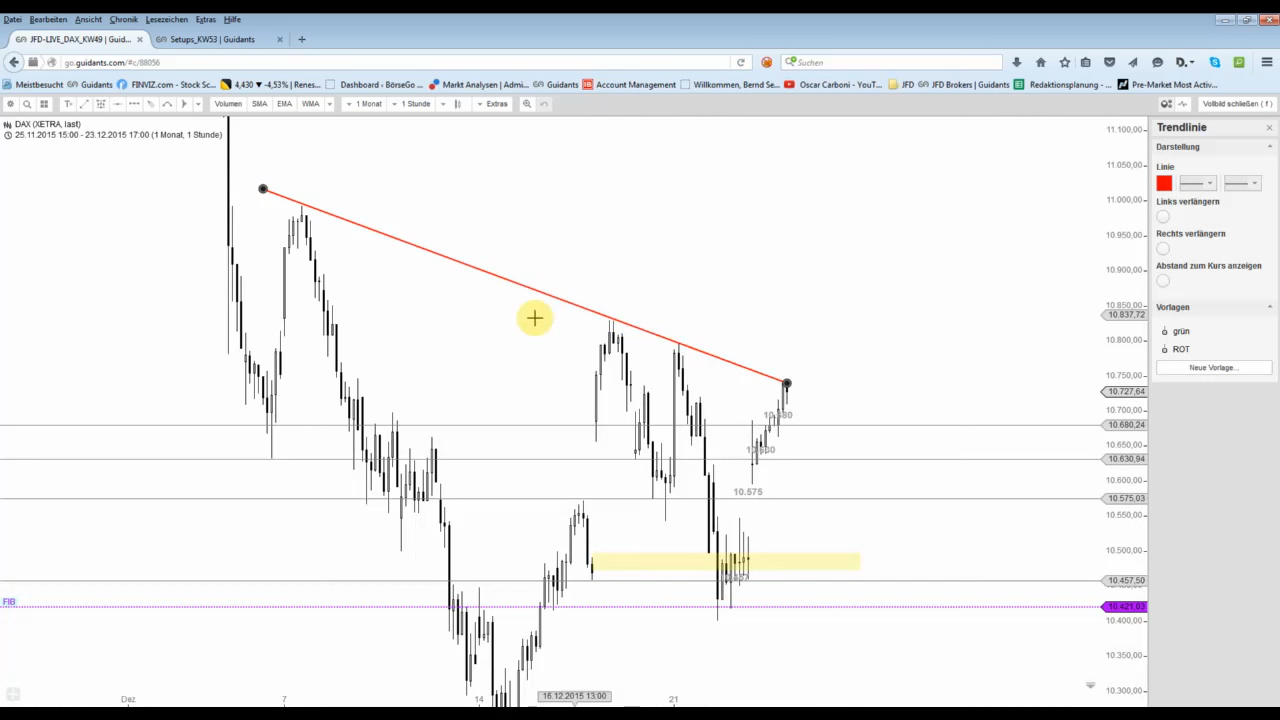 Datei Bearbeiten Ansicht Chronik Lesezeichen Extras Hilfe
JFD-LIVE_DAX_KW49 | Guid... Setups_KW53 | Guidants
go.guidants.com/#c/88056 Suchen
Meistbesucht Guidants FINVIZ.com - Stock Sc... 4,430 ▼ -4,53% | Renes... Dashboard - BörseGo ... Markt Analysen | Admi... Guidants Account Management Willkommen, Bernd Se... Oscar Carboni - YouT... JFD JFD Brokers | Guidants Redaktionsplanung - ... Pre-Market Most Activ...
Volumen SMA EMA WMA 1 Monat 1 Stunde Extras Vollbild schließen ( f )
DAX (XETRA, last)
25.11.2015 15:00 - 23.12.2015 17:00 (1 Monat, 1 Stunde)
11.100,00
11.050,00
11.000,00
10.950,00
10.900,00
10.850,00
10.837,72
10.800,00
10.750,00
10.727,64
10.700,00
10.680,24
10.650,00
10.630,94
10.600,00
10.575,03
10.550,00
10.500,00
10.457,50
10.421,03
10.400,00
10.350,00
10.300,00
10.575
FIB
Dez 7 14 16.12.2015 13:00 21
Trendlinie
Darstellung
Linie
Links verlängern
Rechts verlängern
Abstand zum Kurs anzeigen
Vorlagen
grün
ROT
Neue Vorlage...